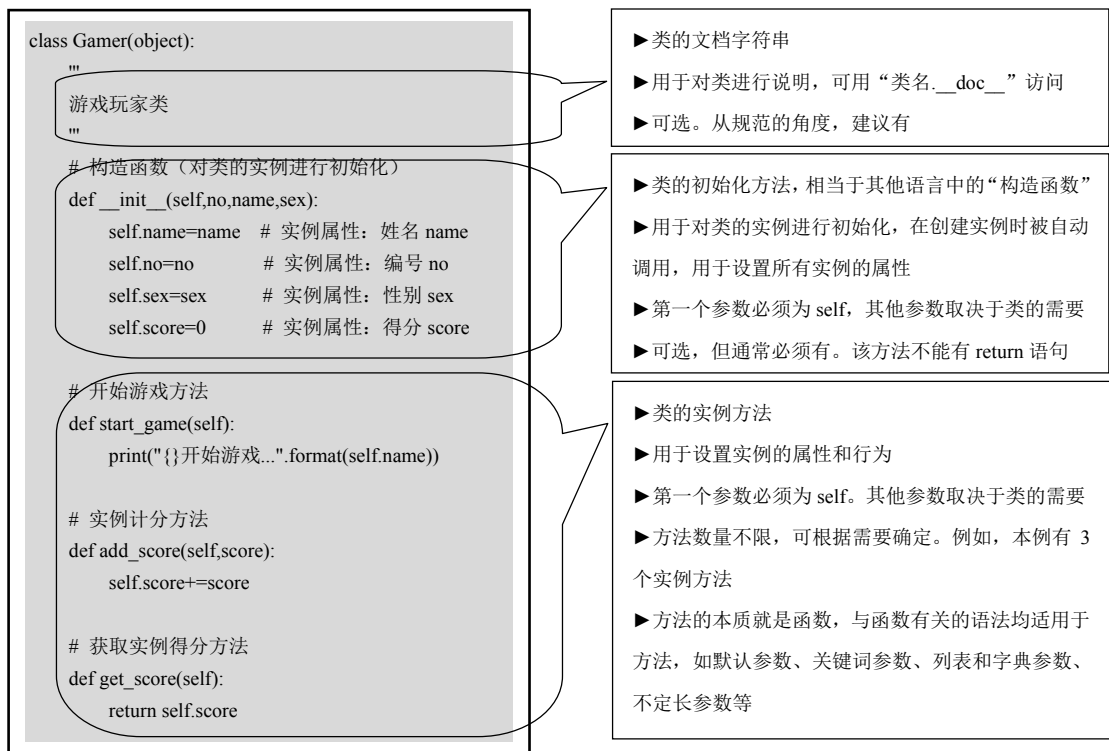 class Gamer(object):
'''
游戏玩家类
'''
# 构造函数（对类的实例进行初始化）
def __init__(self,no,name,sex):
self.name=name # 实例属性：姓名 name
self.no=no # 实例属性：编号 no
self.sex=sex # 实例属性：性别 sex
self.score=0 # 实例属性：得分 score
# 开始游戏方法
def start_game(self):
print("{}开始游戏...".format(self.name))
# 实例计分方法
def add_score(self,score):
self.score+=score
# 获取实例得分方法
def get_score(self):
return self.score
►类的文档字符串
►用于对类进行说明，可用“类名.__doc__”访问
►可选。从规范的角度，建议有
►类的初始化方法，相当于其他语言中的“构造函数”
►用于对类的实例进行初始化，在创建实例时被自动
调用，用于设置所有实例的属性
►第一个参数必须为 self，其他参数取决于类的需要
►可选，但通常必须有。该方法不能有 return 语句
►类的实例方法
►用于设置实例的属性和行为
►第一个参数必须为 self。其他参数取决于类的需要
►方法数量不限，可根据需要确定。例如，本例有 3
个实例方法
►方法的本质就是函数，与函数有关的语法均适用于
方法，如默认参数、关键词参数、列表和字典参数、
不定长参数等